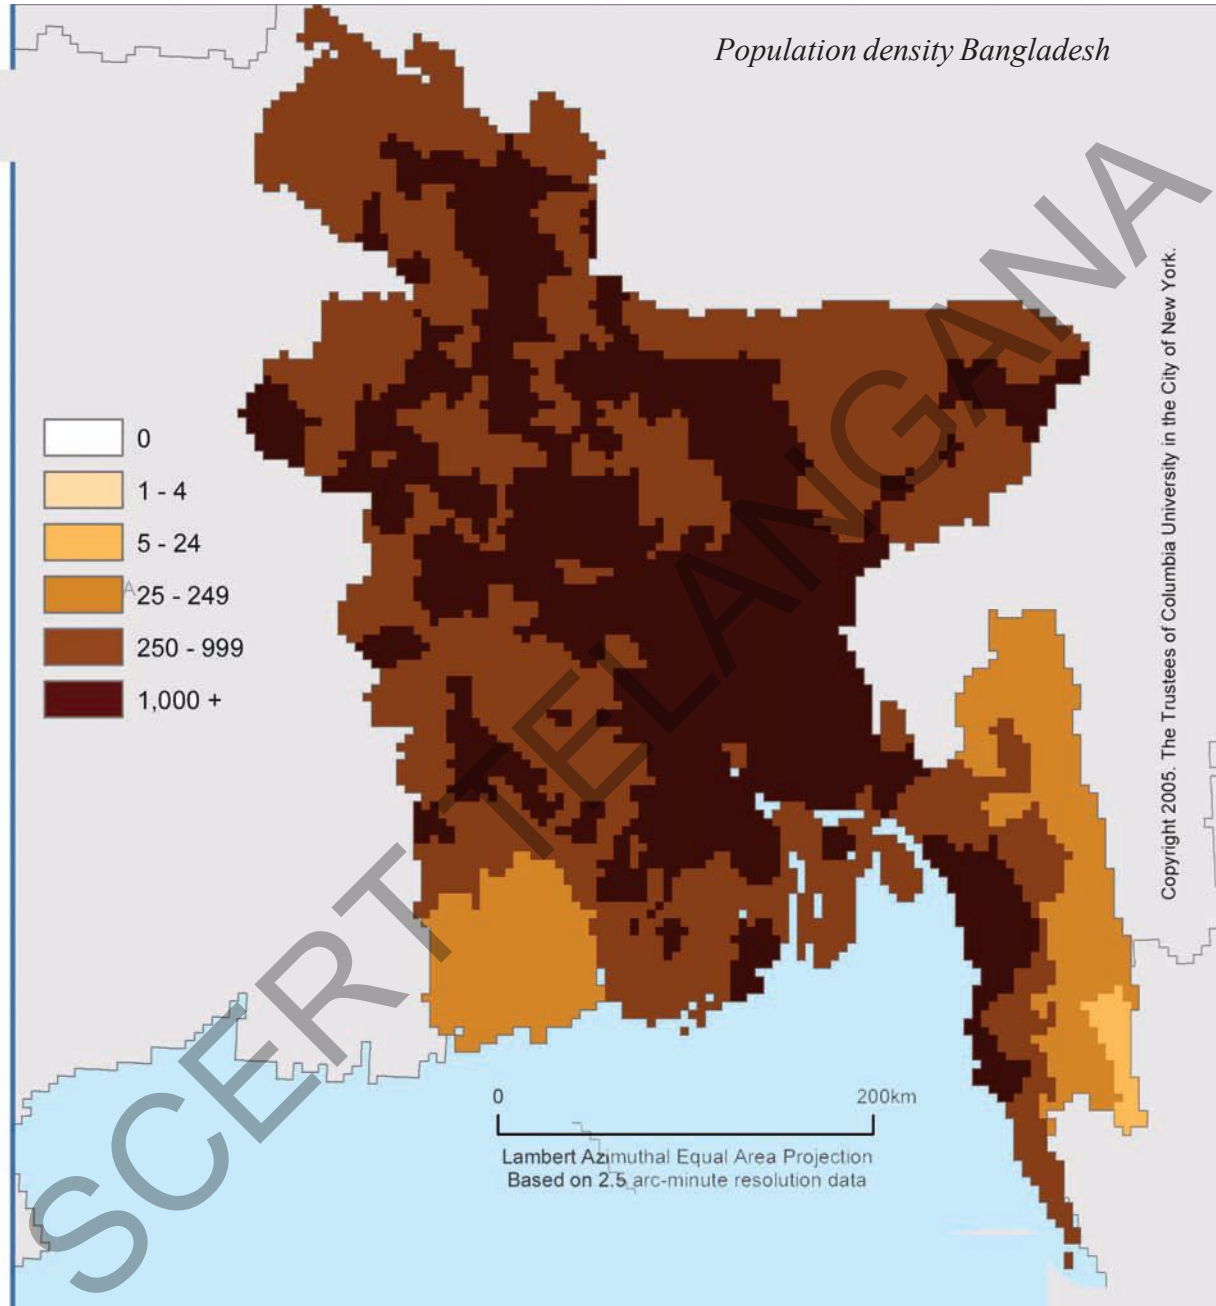 Population density Bangladesh
0
1 - 4
5 - 24
25 - 249
250 - 999
1,000 +
0 200km
Lambert Azimuthal Equal Area Projection
Based on 2.5 arc-minute resolution data
Copyright 2005. The Trustees of Columbia University in the City of New York.
SCERT TELANGANA